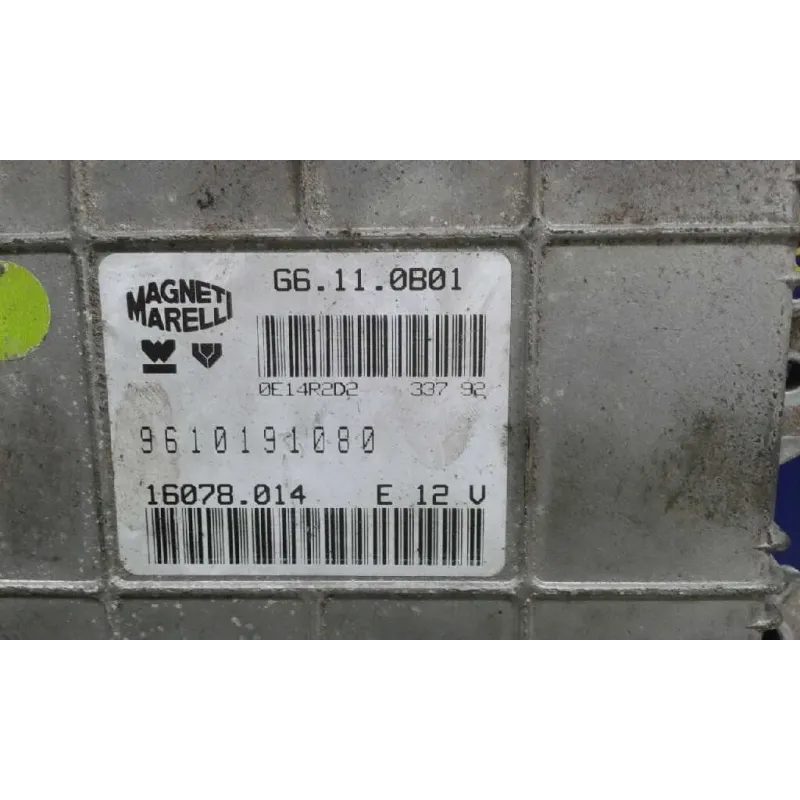 MAGNETI
MARELLI
G6.11.0B01
0E14R2D2 337 92
9610191080
16078.014 E 12 V